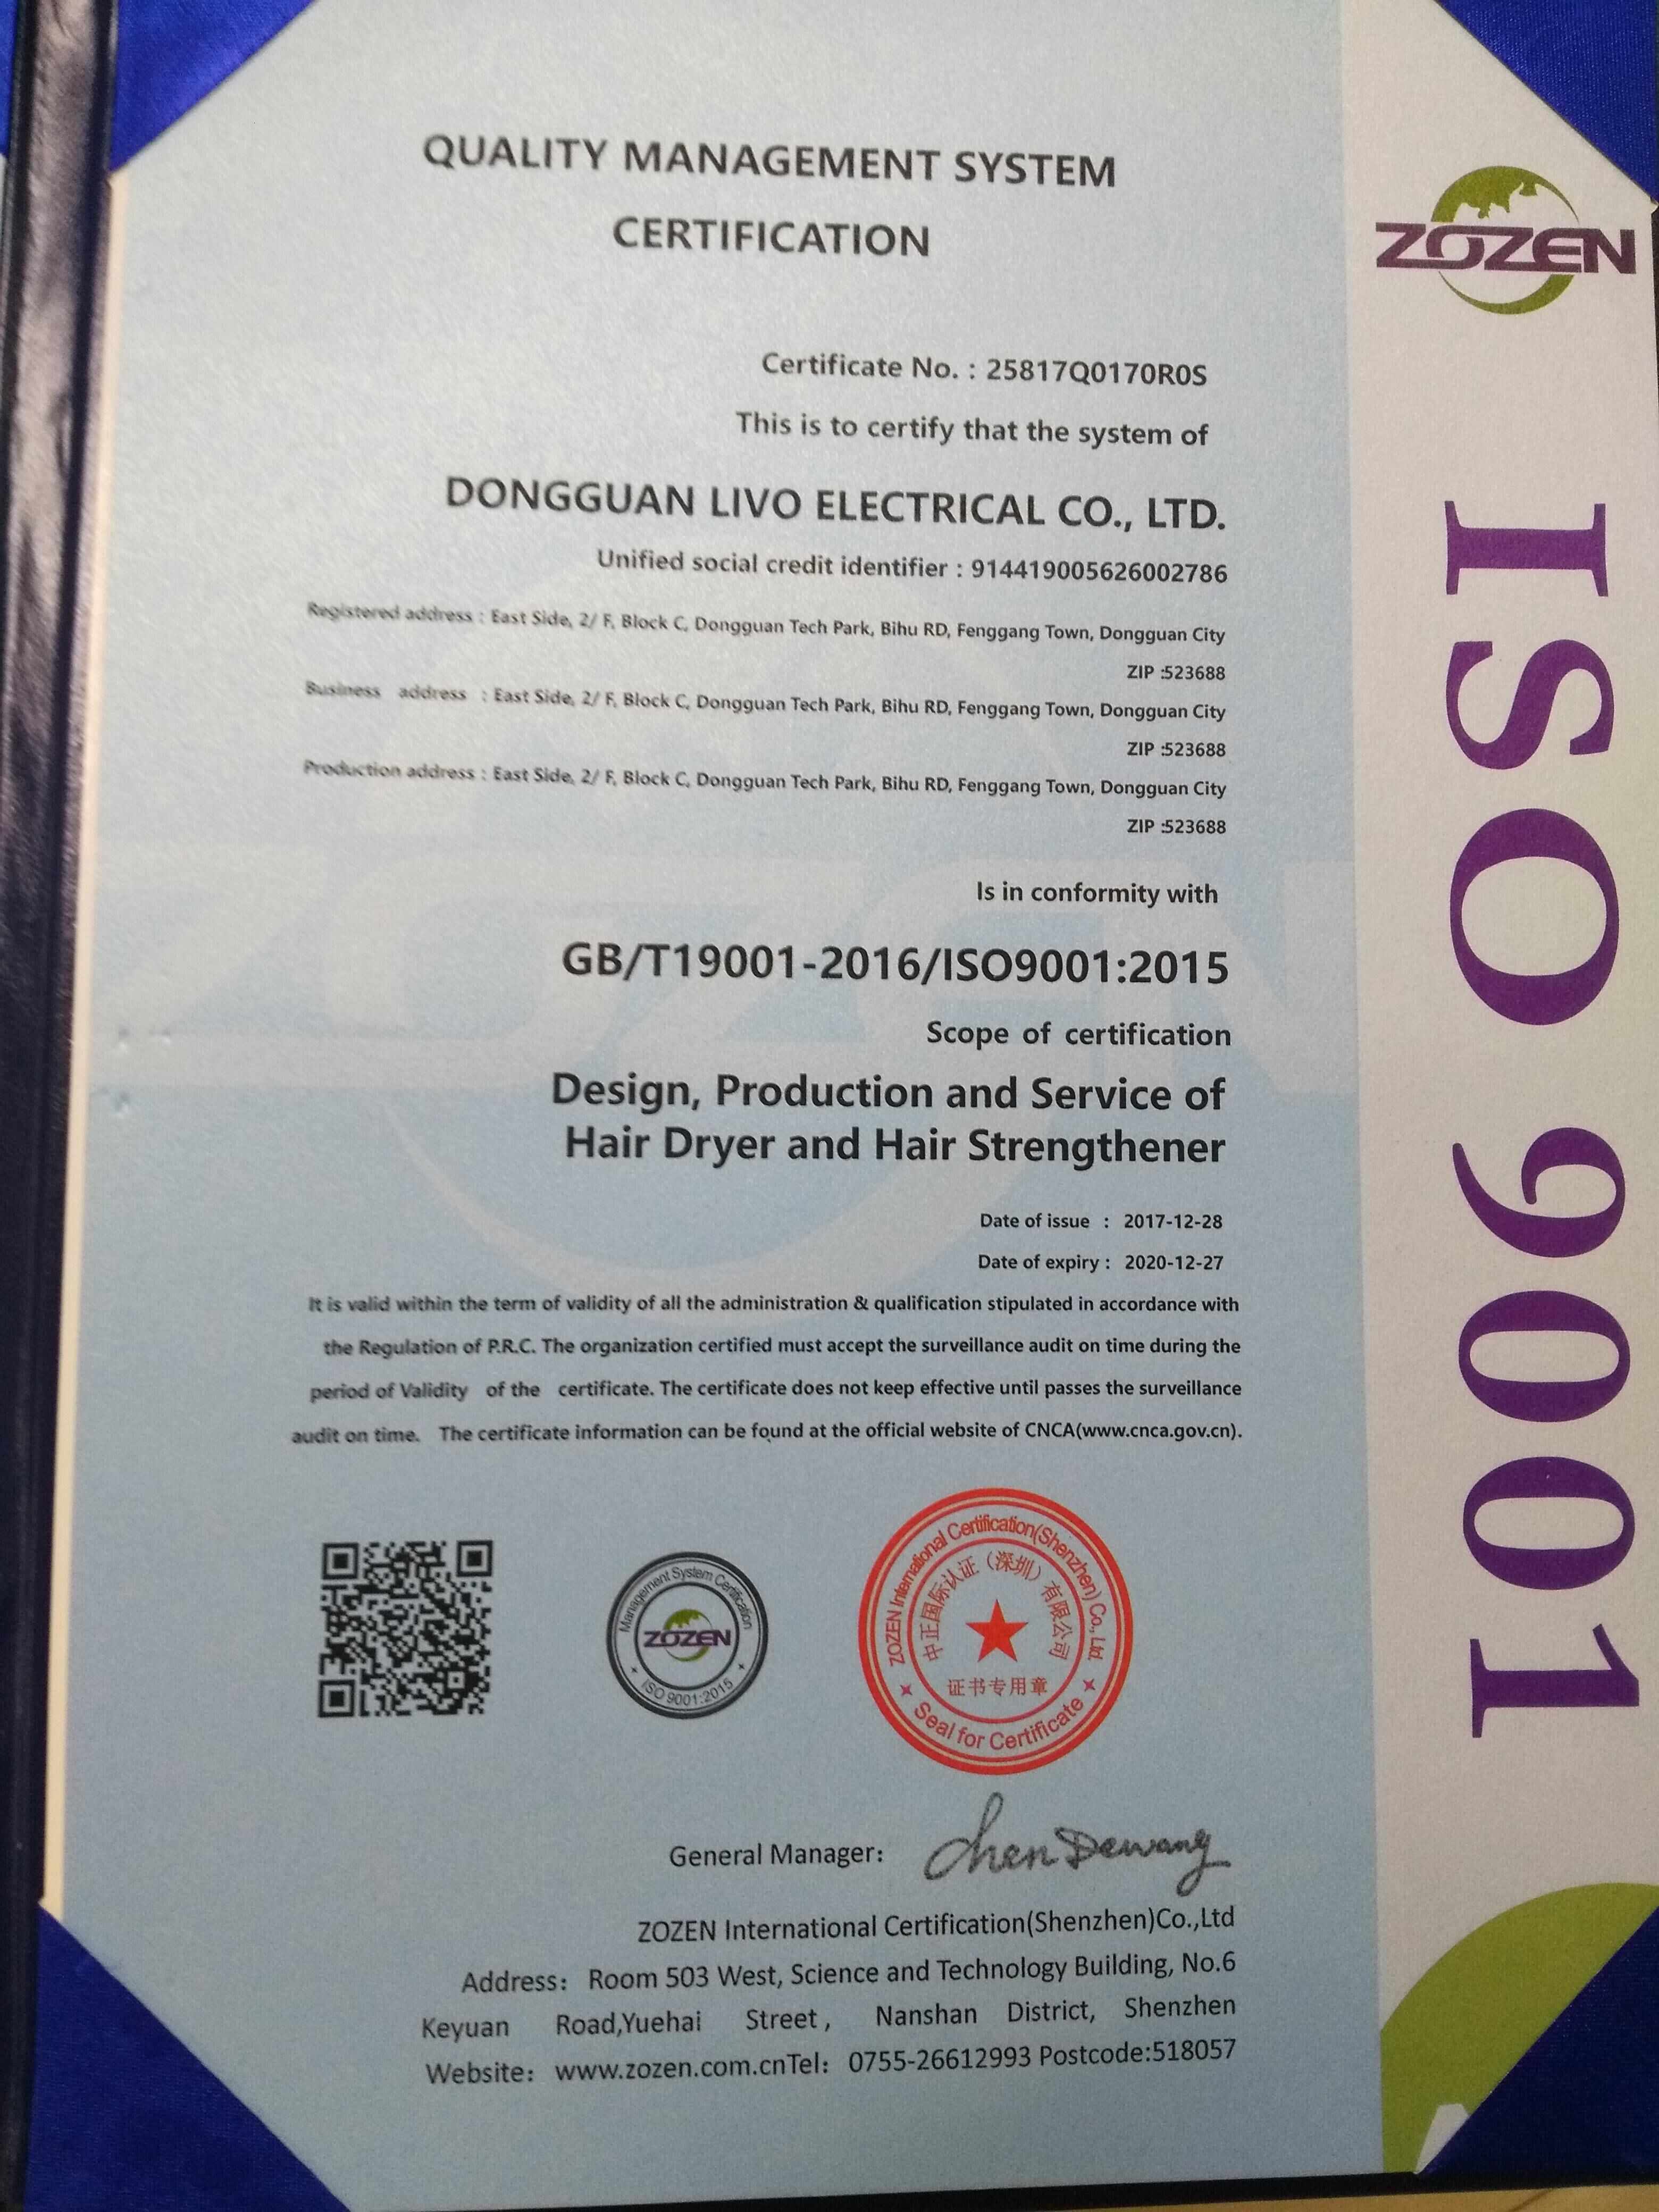 QUALITY MANAGEMENT SYSTEM
CERTIFICATION
Certificate No. : 25817Q0170R0S
This is to certify that the system of
DONGGUAN LIVO ELECTRICAL CO., LTD.
Unified social credit identifier : 914419005626002786
Registered address : East Side, 2/ F, Block C, Dongguan Tech Park, Bihu RD, Fenggang Town, Dongguan City
ZIP :523688
Business address : East Side, 2/ F, Block C, Dongguan Tech Park, Bihu RD, Fenggang Town, Dongguan City
ZIP :523688
Production address : East Side, 2/ F, Block C, Dongguan Tech Park, Bihu RD, Fenggang Town, Dongguan City
ZIP :523688
Is in conformity with
GB/T19001-2016/ISO9001:2015
Scope of certification
Design, Production and Service of
Hair Dryer and Hair Strengthener
Date of issue : 2017-12-28
Date of expiry : 2020-12-27
It is valid within the term of validity of all the administration & qualification stipulated in accordance with
the Regulation of P.R.C. The organization certified must accept the surveillance audit on time during the
period of Validity of the certificate. The certificate does not keep effective until passes the surveillance
audit on time. The certificate information can be found at the official website of CNCA(www.cnca.gov.cn).
Management System Certification
ZOZEN
ISO 9001:2015
ZOZEN International Certification(Shenzhen) Co., Ltd.
中正国际认证（深圳）有限公司
证书专用章
Seal for Certificate
General Manager: Chen Dewang
ZOZEN International Certification(Shenzhen)Co.,Ltd
Address: Room 503 West, Science and Technology Building, No.6
Keyuan Road,Yuehai Street, Nanshan District, Shenzhen
Website: www.zozen.com.cnTel: 0755-26612993 Postcode:518057
ZOZEN
ISO 9001